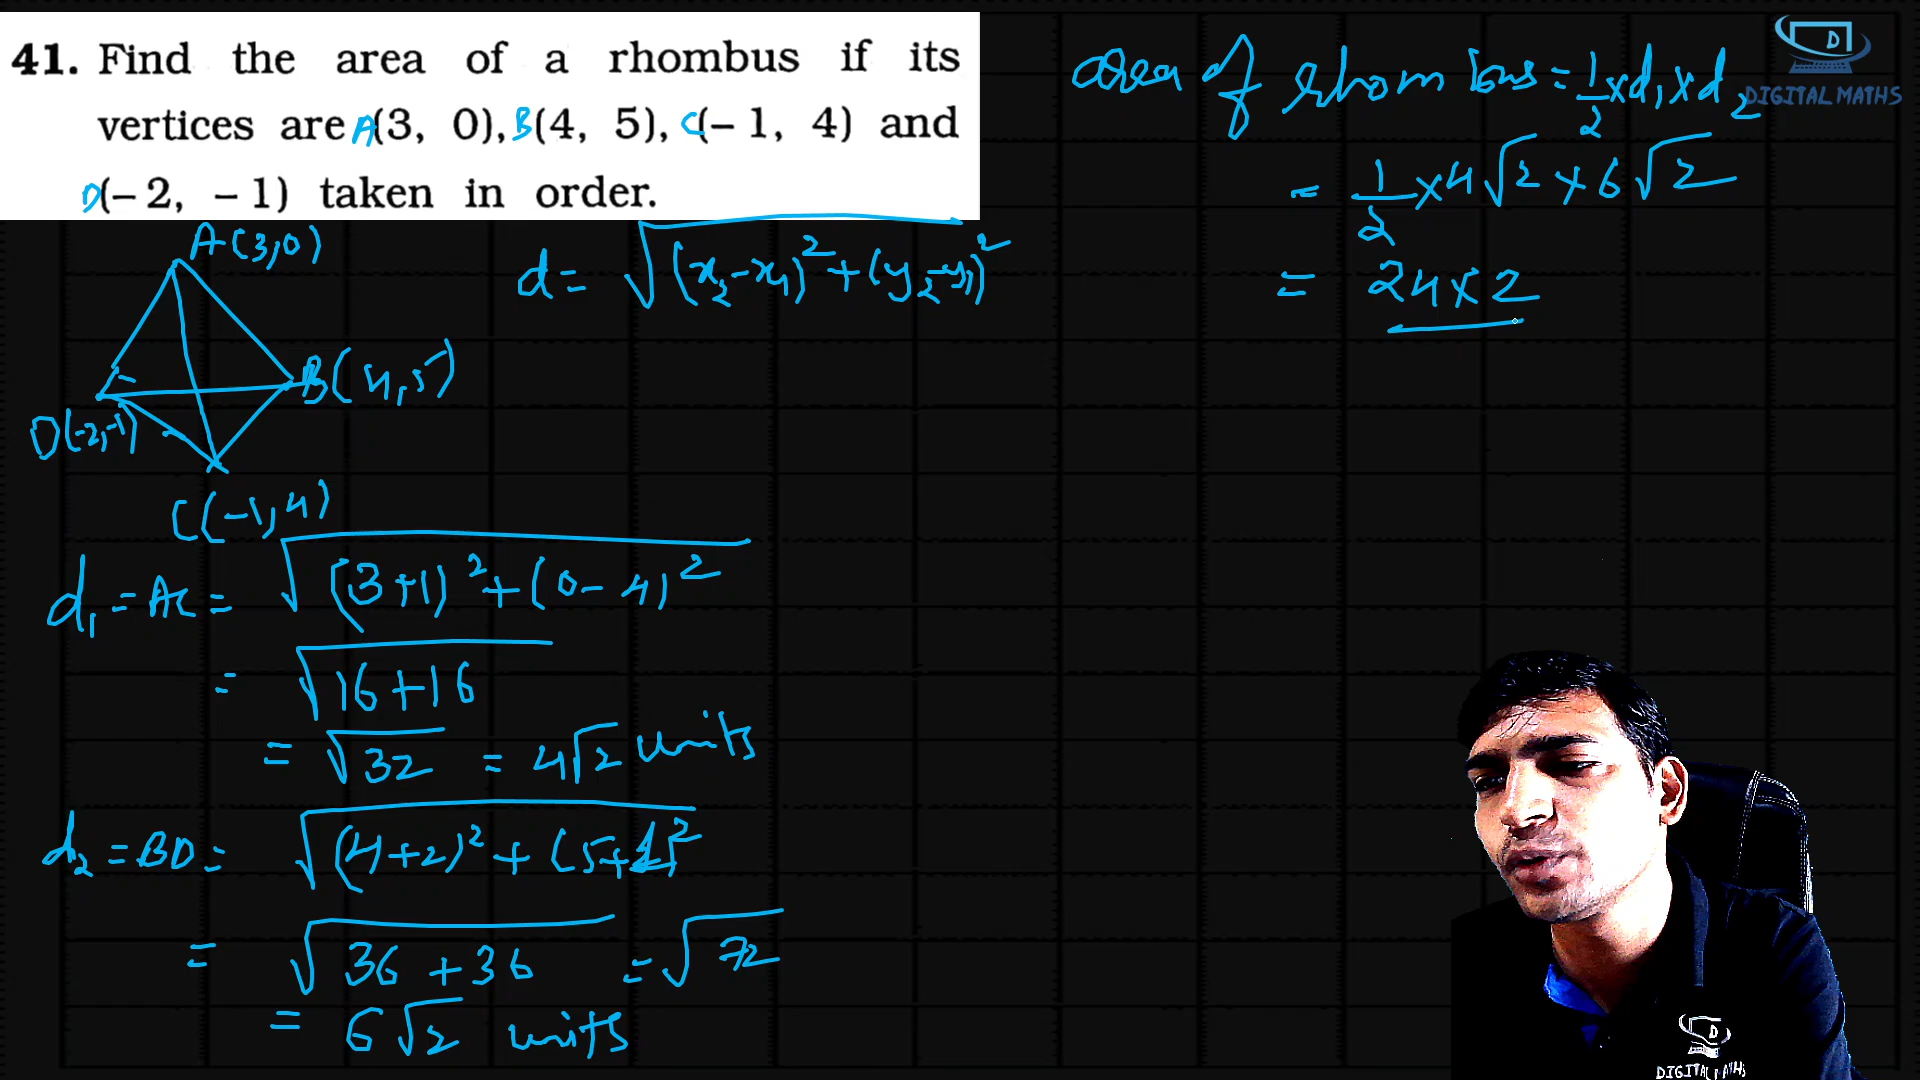 41. Find the area of a rhombus if its
vertices are A(3, 0), B(4, 5), C(– 1, 4) and
D(– 2, – 1) taken in order.
A(3,0)
B(4,5)
D(-2,-1)
C(-1,4)
d = √(x₂-x₁)²+(y₂-y₁)²
d₁ = AC = √(3+1)²+(0-4)²
= √16+16
= √32 = 4√2 units
d₂ = BD = √(4+2)²+(5+1)²
= √36+36 = √72
= 6√2 units
area of rhombus = 1/2 × d₁ × d₂
= 1/2 × 4√2 × 6√2
= 24×2
D
DIGITAL MATHS
D
DIGITAL MATHS